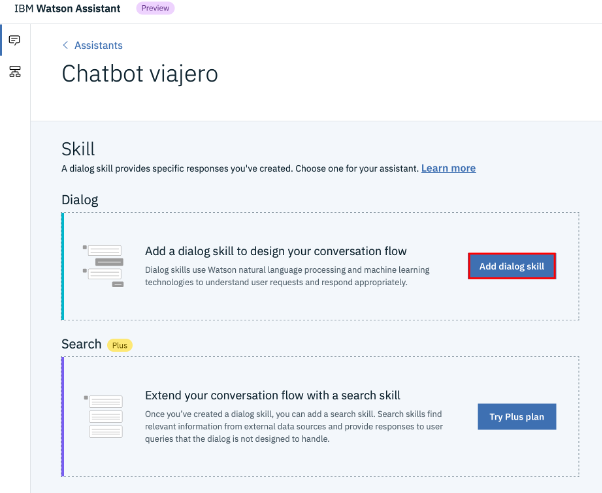 IBM Watson Assistant Preview
Assistants
Chatbot viajero
Skill
A dialog skill provides specific responses you've created. Choose one for your assistant. Learn more
Dialog
Add a dialog skill to design your conversation flow
Dialog skills use Watson natural language processing and machine learning
technologies to understand user requests and respond appropriately.
Add dialog skill
Search Plus
Extend your conversation flow with a search skill
Once you've created a dialog skill, you can add a search skill. Search skills find
relevant information from external data sources and provide responses to user
queries that the dialog is not designed to handle.
Try Plus plan